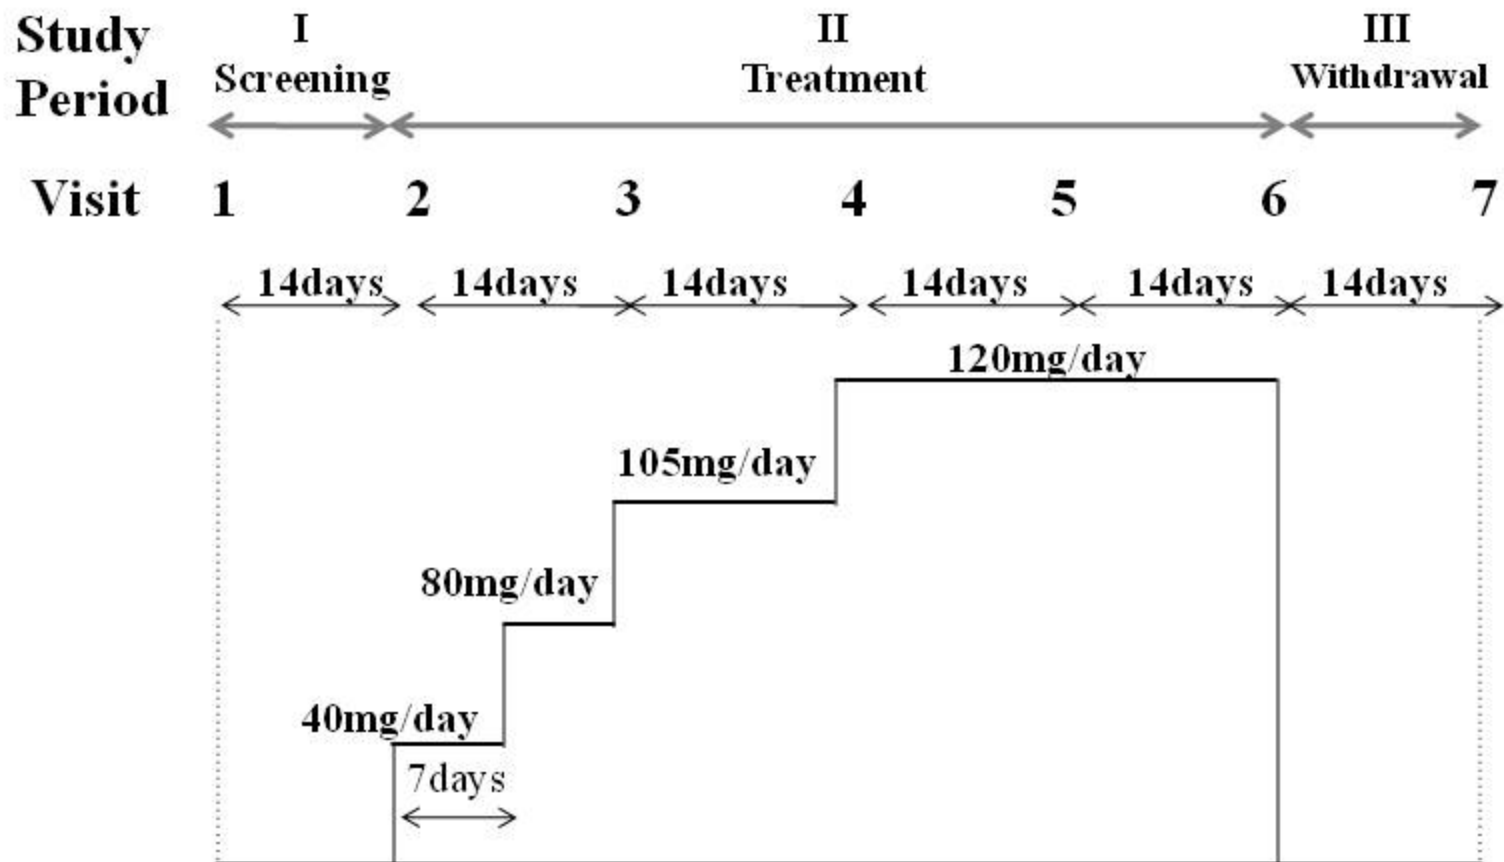 Study
Period
I
Screening
II
Treatment
III
Withdrawal
Visit 1 2 3 4 5 6 7
14days 14days 14days 14days 14days 14days
120mg/day
105mg/day
80mg/day
40mg/day
7days